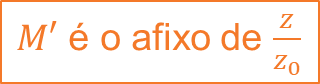 M′ é o afixo de z/z₀